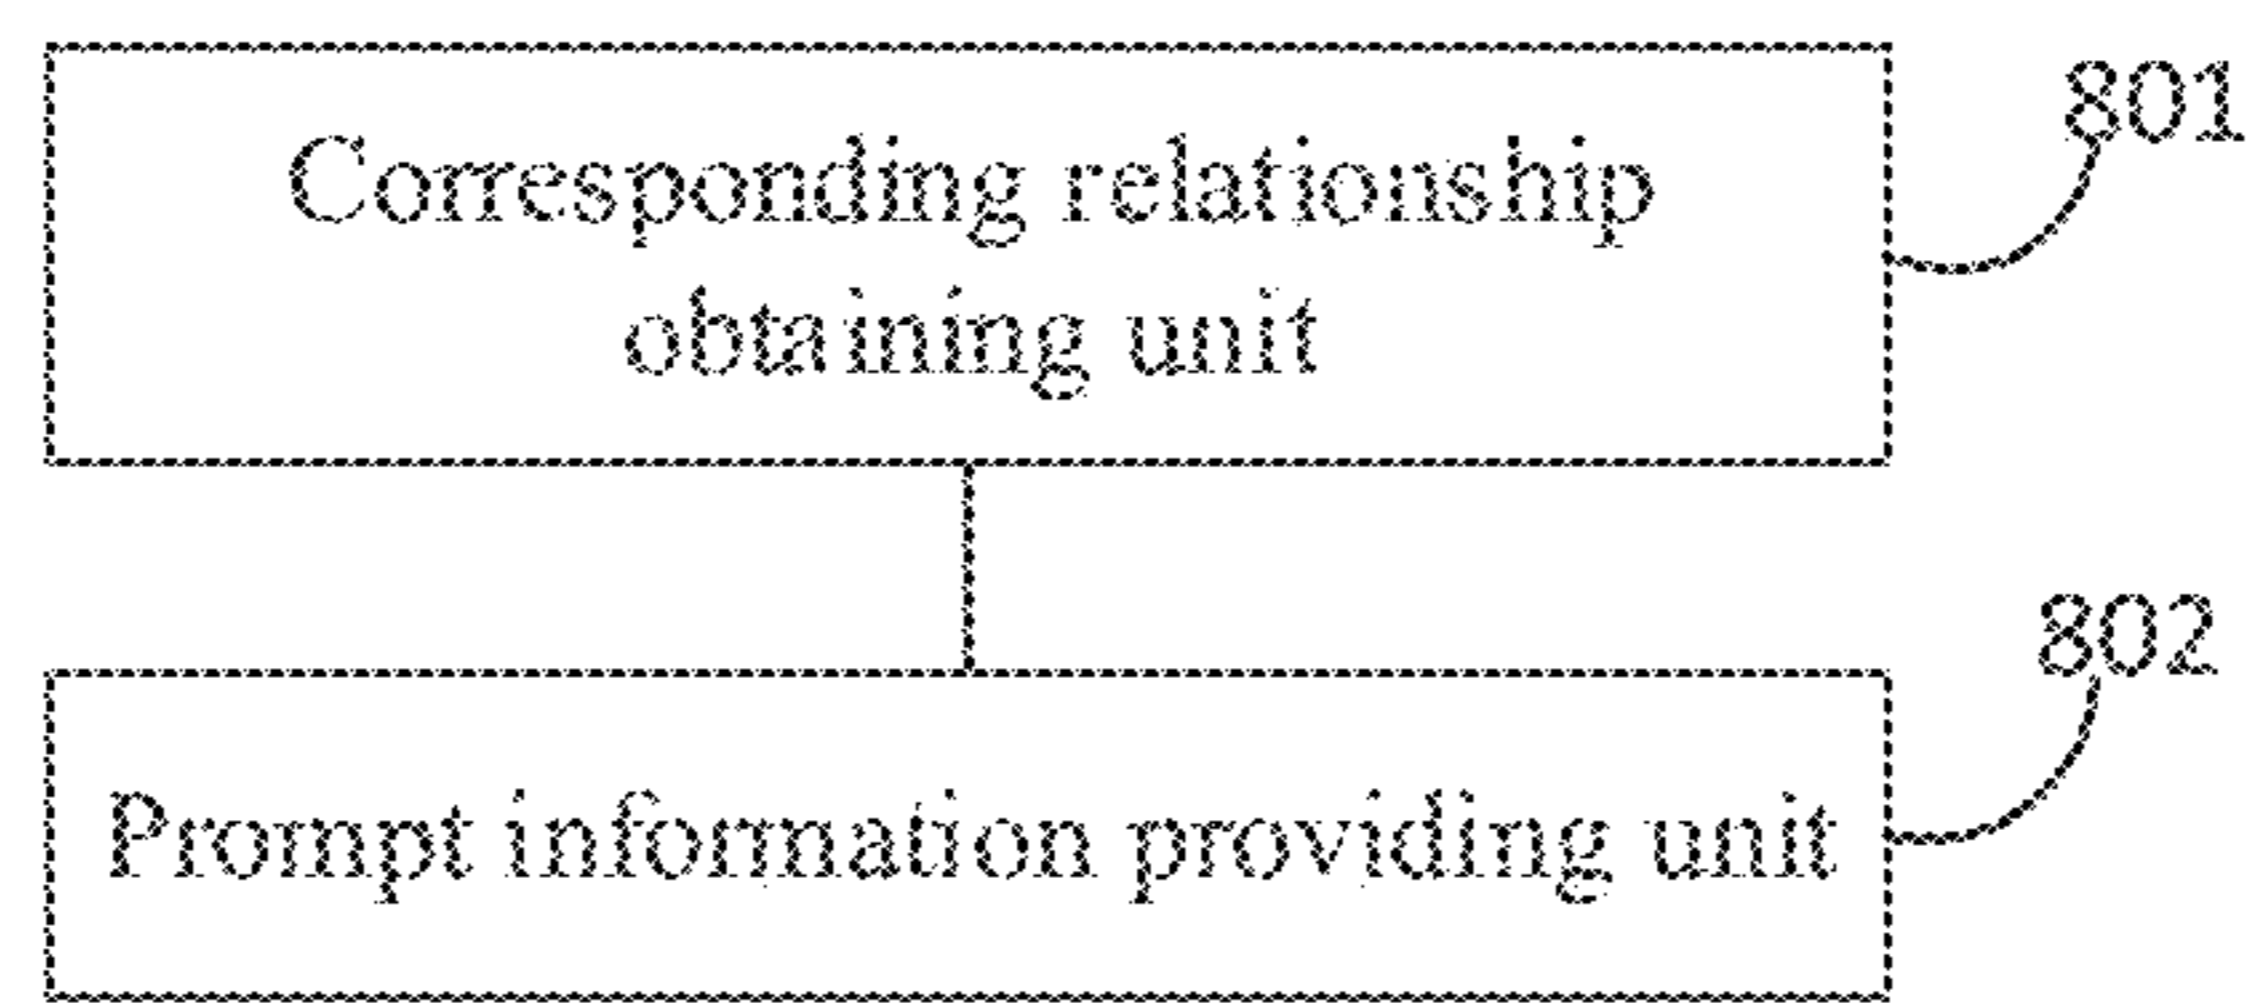 801
Corresponding relationship
obtaining unit
802
Prompt information providing unit